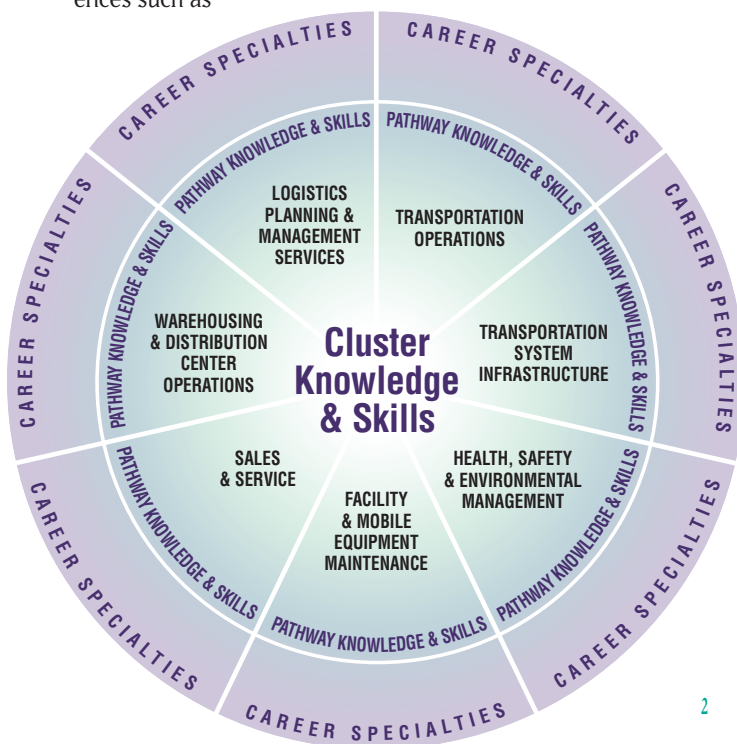 ences such as
CAREER SPECIALTIES
CAREER SPECIALTIES
CAREER SPECIALTIES
CAREER SPECIALTIES
CAREER SPECIALTIES
CAREER SPECIALTIES
CAREER SPECIALTIES
PATHWAY KNOWLEDGE & SKILLS
PATHWAY KNOWLEDGE & SKILLS
PATHWAY KNOWLEDGE & SKILLS
PATHWAY KNOWLEDGE & SKILLS
PATHWAY KNOWLEDGE & SKILLS
PATHWAY KNOWLEDGE & SKILLS
PATHWAY KNOWLEDGE & SKILLS
LOGISTICS
PLANNING &
MANAGEMENT
SERVICES
TRANSPORTATION
OPERATIONS
WAREHOUSING
& DISTRIBUTION
CENTER
OPERATIONS
Cluster
Knowledge
& Skills
TRANSPORTATION
SYSTEM
INFRASTRUCTURE
SALES
& SERVICE
FACILITY
& MOBILE
EQUIPMENT
MAINTENANCE
HEALTH, SAFETY
& ENVIRONMENTAL
MANAGEMENT
2